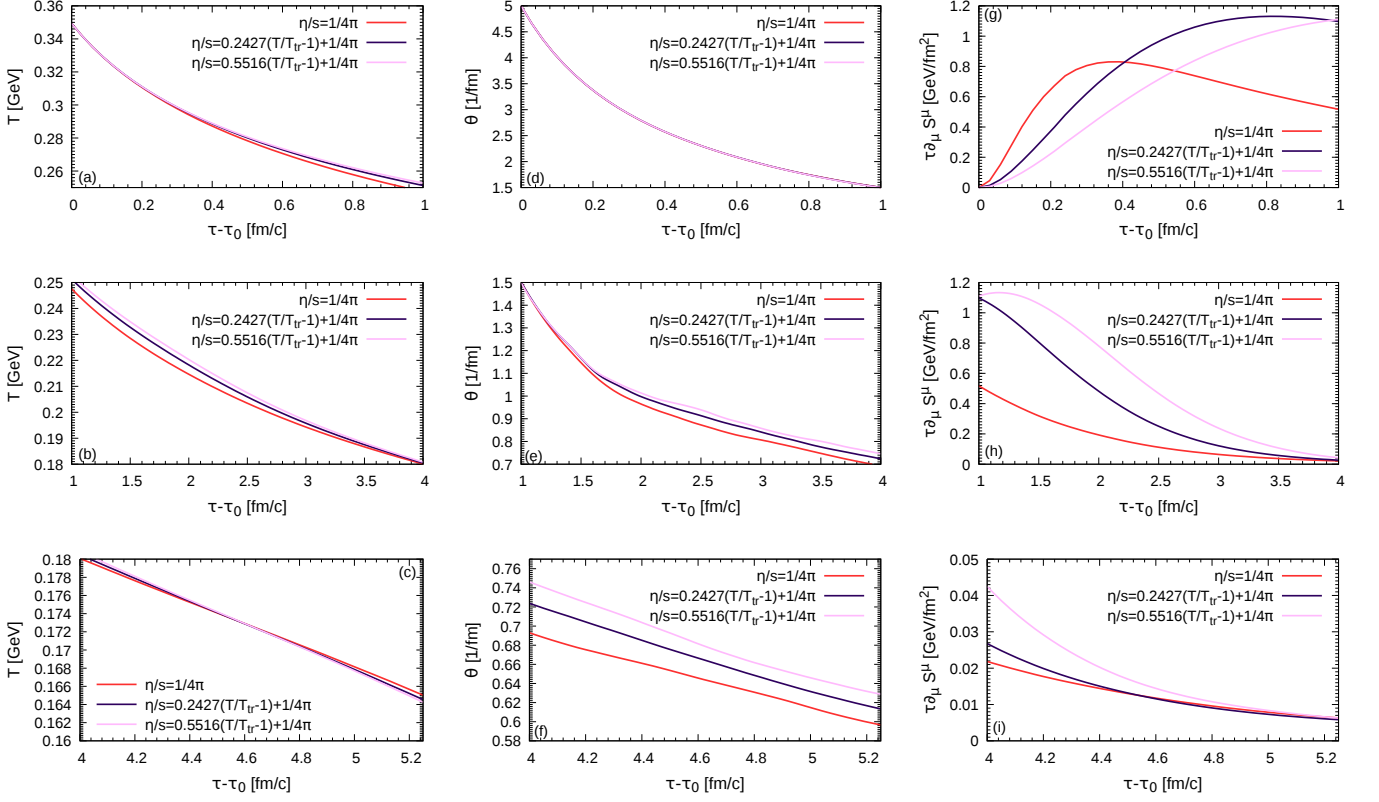 (a)
T [GeV]
0.36
0.34
0.32
0.3
0.28
0.26
η/s=1/4π
η/s=0.2427(T/Ttr-1)+1/4π
η/s=0.5516(T/Ttr-1)+1/4π
0 0.2 0.4 0.6 0.8 1
τ-τ0 [fm/c]
(d)
θ [1/fm]
5
4.5
4
3.5
3
2.5
2
1.5
η/s=1/4π
η/s=0.2427(T/Ttr-1)+1/4π
η/s=0.5516(T/Ttr-1)+1/4π
0 0.2 0.4 0.6 0.8 1
τ-τ0 [fm/c]
(g)
τ∂μ Sμ [GeV/fm2]
1.2
1
0.8
0.6
0.4
0.2
0
η/s=1/4π
η/s=0.2427(T/Ttr-1)+1/4π
η/s=0.5516(T/Ttr-1)+1/4π
0 0.2 0.4 0.6 0.8 1
τ-τ0 [fm/c]
(b)
T [GeV]
0.25
0.24
0.23
0.22
0.21
0.2
0.19
0.18
η/s=1/4π
η/s=0.2427(T/Ttr-1)+1/4π
η/s=0.5516(T/Ttr-1)+1/4π
1 1.5 2 2.5 3 3.5 4
τ-τ0 [fm/c]
(e)
θ [1/fm]
1.5
1.4
1.3
1.2
1.1
1
0.9
0.8
0.7
η/s=1/4π
η/s=0.2427(T/Ttr-1)+1/4π
η/s=0.5516(T/Ttr-1)+1/4π
1 1.5 2 2.5 3 3.5 4
τ-τ0 [fm/c]
(h)
τ∂μ Sμ [GeV/fm2]
1.2
1
0.8
0.6
0.4
0.2
0
η/s=1/4π
η/s=0.2427(T/Ttr-1)+1/4π
η/s=0.5516(T/Ttr-1)+1/4π
1 1.5 2 2.5 3 3.5 4
τ-τ0 [fm/c]
(c)
T [GeV]
0.18
0.178
0.176
0.174
0.172
0.17
0.168
0.166
0.164
0.162
0.16
η/s=1/4π
η/s=0.2427(T/Ttr-1)+1/4π
η/s=0.5516(T/Ttr-1)+1/4π
4 4.2 4.4 4.6 4.8 5 5.2
τ-τ0 [fm/c]
(f)
θ [1/fm]
0.76
0.74
0.72
0.7
0.68
0.66
0.64
0.62
0.6
0.58
η/s=1/4π
η/s=0.2427(T/Ttr-1)+1/4π
η/s=0.5516(T/Ttr-1)+1/4π
4 4.2 4.4 4.6 4.8 5 5.2
τ-τ0 [fm/c]
(i)
τ∂μ Sμ [GeV/fm2]
0.05
0.04
0.03
0.02
0.01
0
η/s=1/4π
η/s=0.2427(T/Ttr-1)+1/4π
η/s=0.5516(T/Ttr-1)+1/4π
4 4.2 4.4 4.6 4.8 5 5.2
τ-τ0 [fm/c]